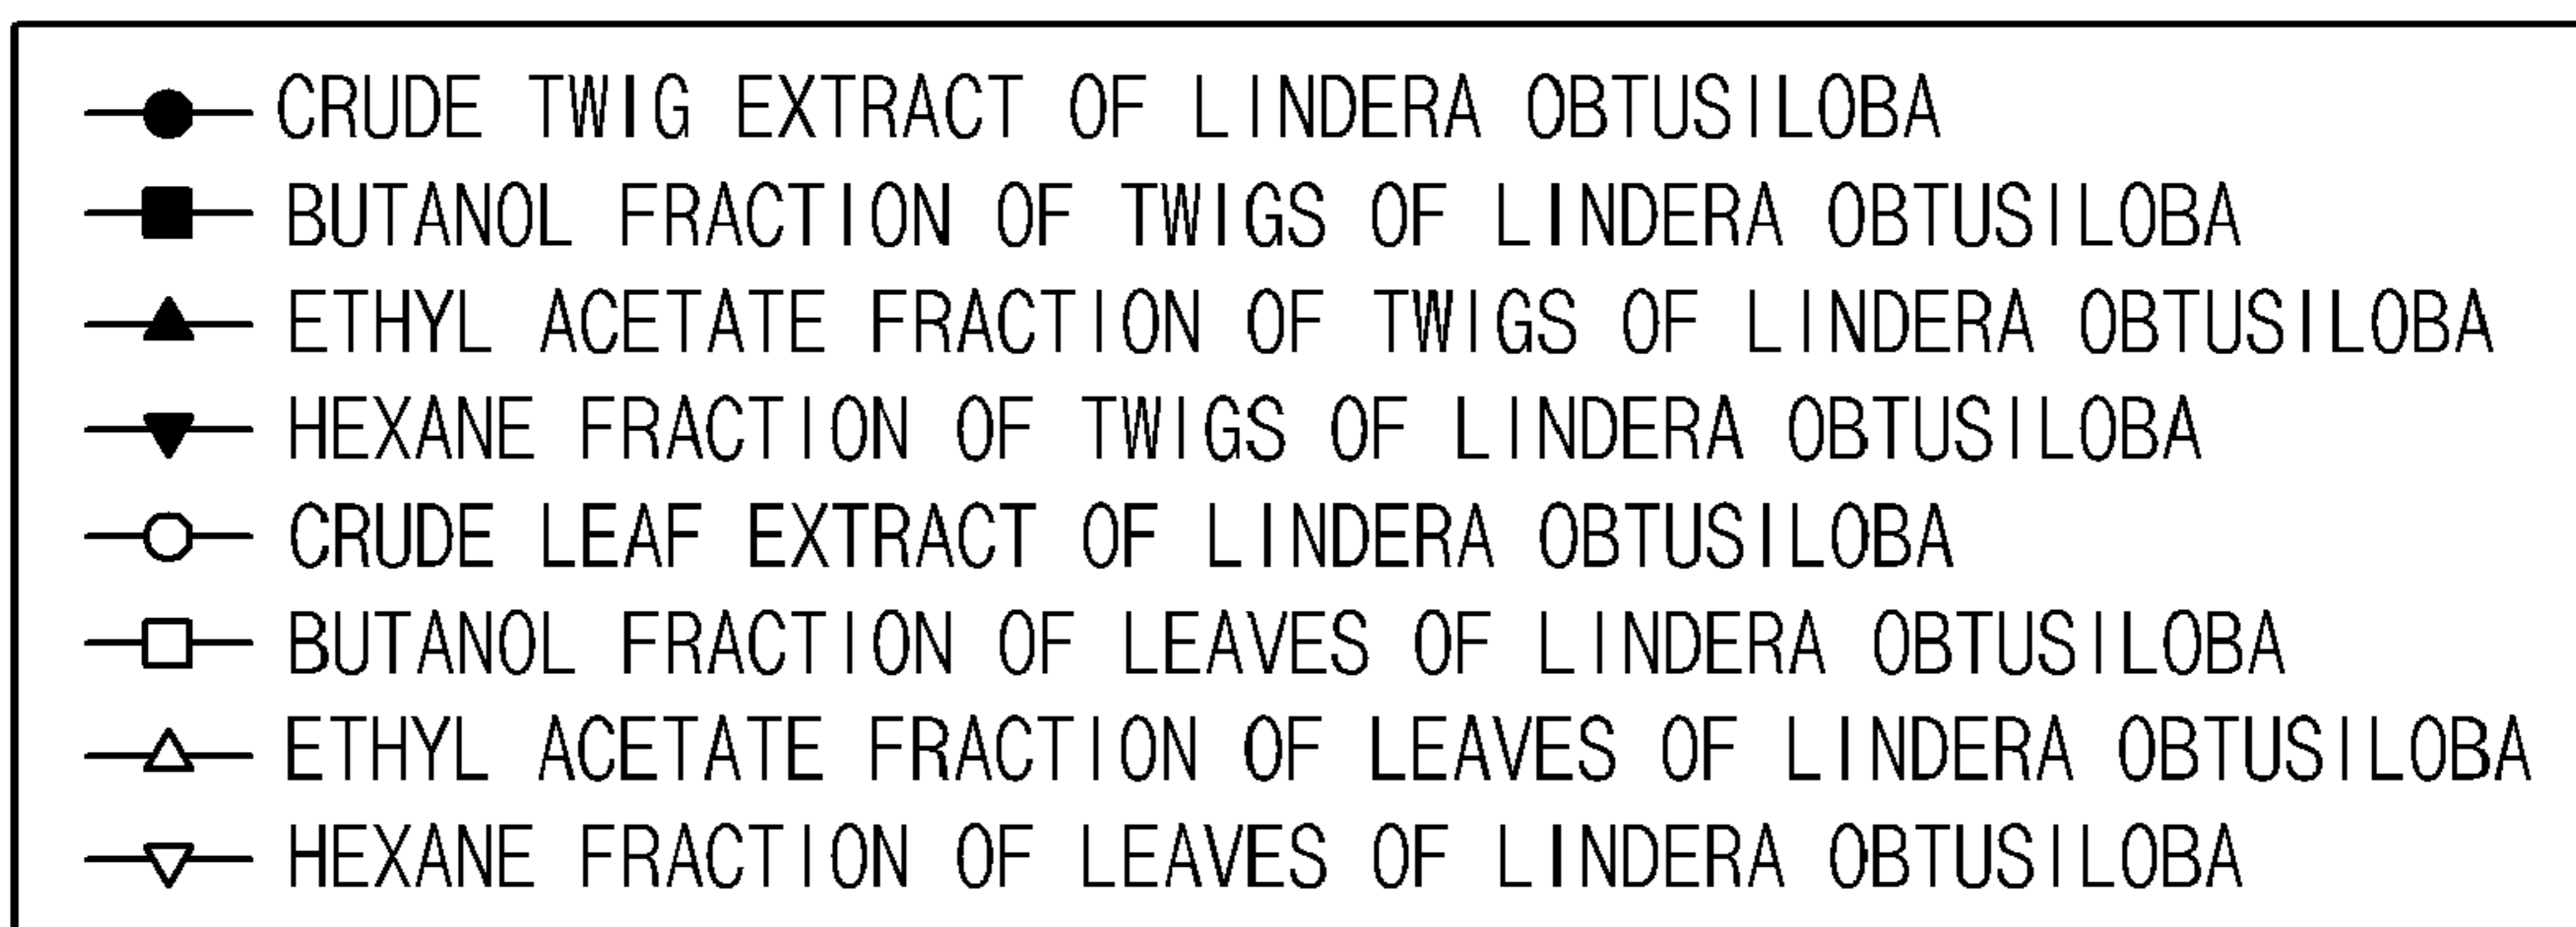 CRUDE TWIG EXTRACT OF LINDERA OBTUSILOBA
BUTANOL FRACTION OF TWIGS OF LINDERA OBTUSILOBA
ETHYL ACETATE FRACTION OF TWIGS OF LINDERA OBTUSILOBA
HEXANE FRACTION OF TWIGS OF LINDERA OBTUSILOBA
CRUDE LEAF EXTRACT OF LINDERA OBTUSILOBA
BUTANOL FRACTION OF LEAVES OF LINDERA OBTUSILOBA
ETHYL ACETATE FRACTION OF LEAVES OF LINDERA OBTUSILOBA
HEXANE FRACTION OF LEAVES OF LINDERA OBTUSILOBA